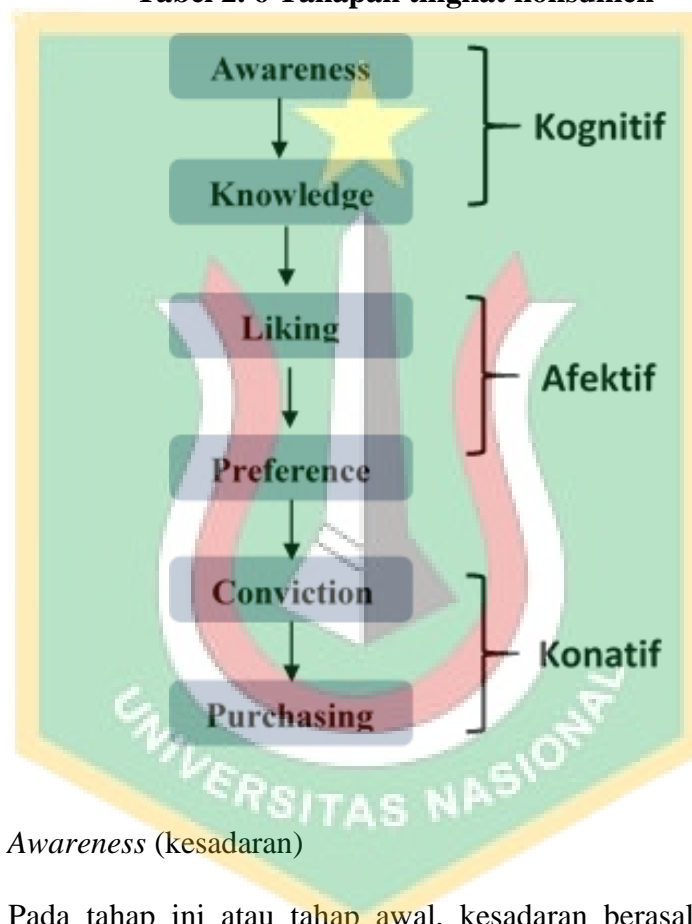 Tabel 2. 6 Tahapan tingkat konsumen
Awareness
Kognitif
Knowledge
Liking
Afektif
Preference
Conviction
Konatif
Purchasing
UNIVERSITAS NASIONAL
Awareness (kesadaran)
Pada tahap ini atau tahap awal, kesadaran berasal